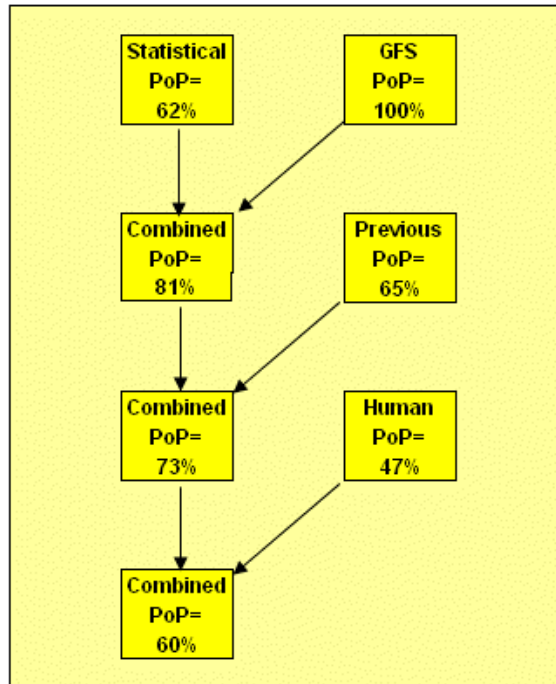 Statistical
PoP=
62%
GFS
PoP=
100%
Combined
PoP=
81%
Previous
PoP=
65%
Combined
PoP=
73%
Human
PoP=
47%
Combined
PoP=
60%